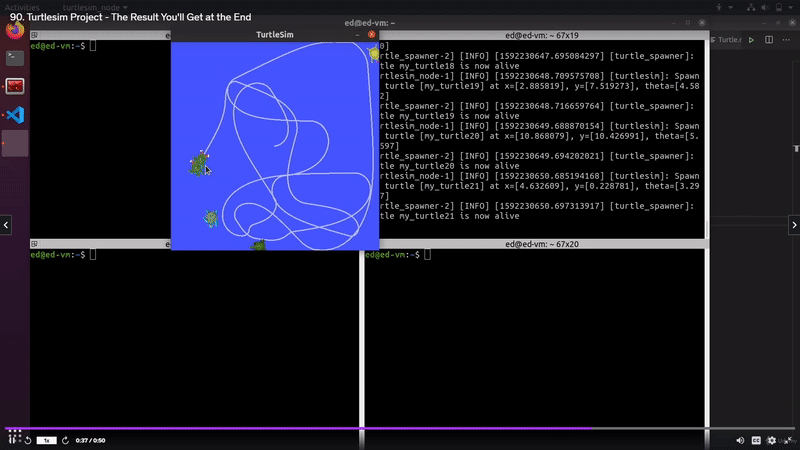 Activities
turtlesim_node
90. Turtlesim Project - The Result You'll Get at the End
ed@ed-vm: ~
ed@ed-vm:~$
TurtleSim
ed@ed-vm: ~ 67x19
0]
rtle_spawner-2] [INFO] [1592230647.695084297] [turtle_spawner]:
tle my_turtle18 is now alive
rtlesim_node-1] [INFO] [1592230648.709575708] [turtlesim]: Spawn
turtle [my_turtle19] at x=[2.885819], y=[7.519273], theta=[4.58
2]
rtle_spawner-2] [INFO] [1592230648.716659764] [turtle_spawner]:
tle my_turtle19 is now alive
rtlesim_node-1] [INFO] [1592230649.688870154] [turtlesim]: Spawn
turtle [my_turtle20] at x=[10.868079], y=[10.426991], theta=[5.
597]
rtle_spawner-2] [INFO] [1592230649.694202021] [turtle_spawner]:
tle my_turtle20 is now alive
rtlesim_node-1] [INFO] [1592230650.685194168] [turtlesim]: Spawn
turtle [my_turtle21] at x=[4.632609], y=[0.228781], theta=[3.29
7]
rtle_spawner-2] [INFO] [1592230650.697313917] [turtle_spawner]:
tle my_turtle21 is now alive
ed@ed-vm: ~ 67x20
ed@ed-vm:~$
ed@ed-vm:~$
1x
0:37 / 0:50
CC